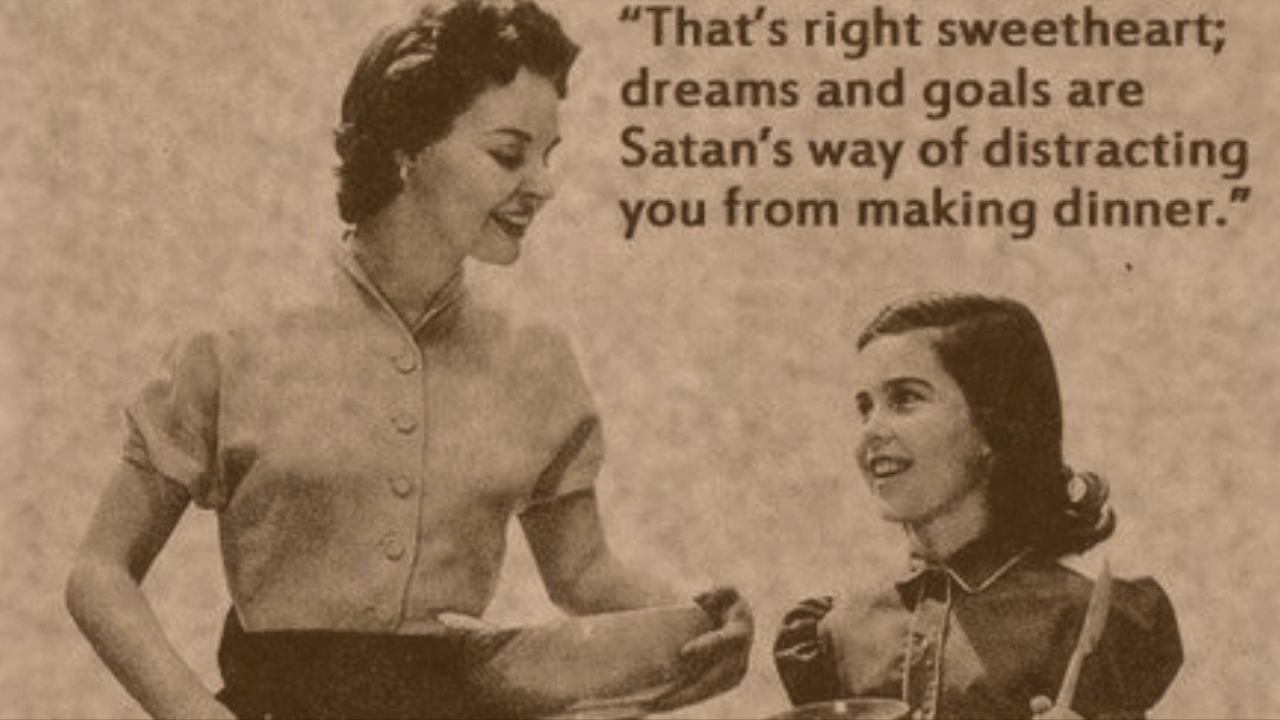 “That’s right sweetheart;
dreams and goals are
Satan’s way of distracting
you from making dinner.”